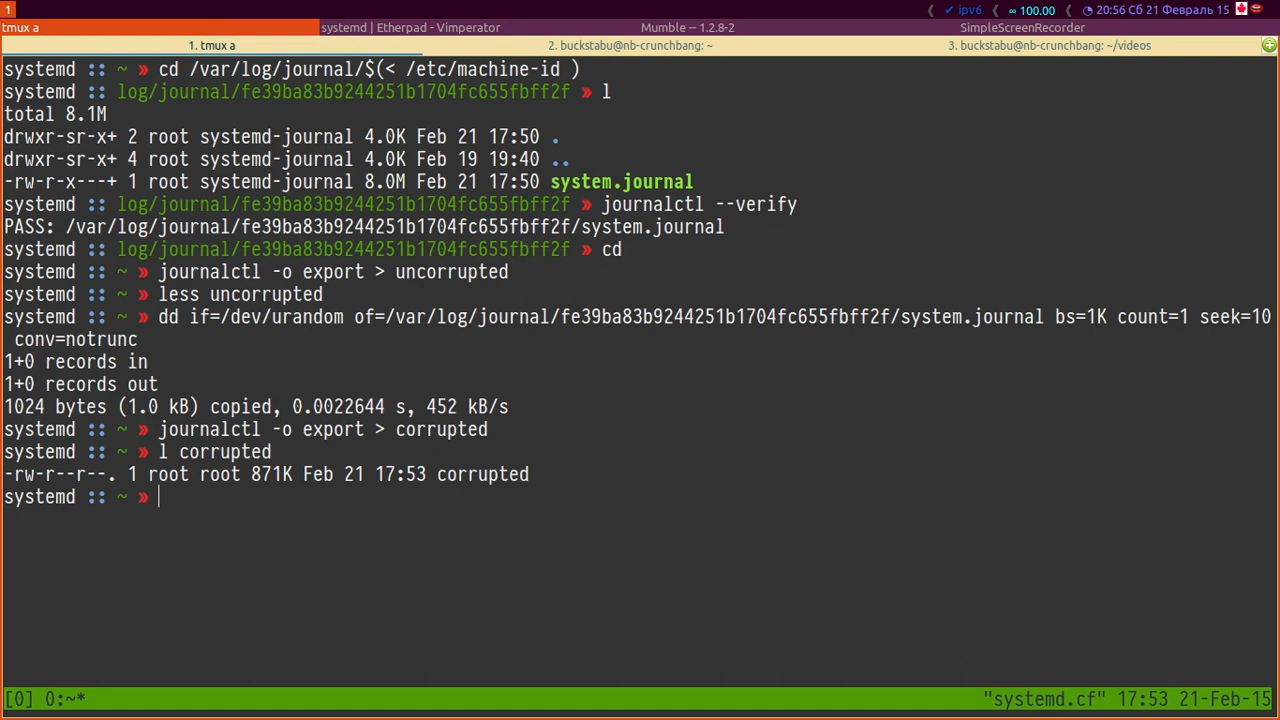 1
ipv6 ∞ 100.00 20:56 Сб 21 Февраль 15
tmux a systemd | Etherpad - Vimperator Mumble -- 1.2.8-2 SimpleScreenRecorder
1. tmux a 2. buckstabu@nb-crunchbang: ~ 3. buckstabu@nb-crunchbang: ~/videos
systemd :: ~ » cd /var/log/journal/$(< /etc/machine-id )
systemd :: log/journal/fe39ba83b9244251b1704fc655fbff2f » l
total 8.1M
drwxr-sr-x+ 2 root systemd-journal 4.0K Feb 21 17:50 .
drwxr-sr-x+ 4 root systemd-journal 4.0K Feb 19 19:40 ..
-rw-r-x---+ 1 root systemd-journal 8.0M Feb 21 17:50 system.journal
systemd :: log/journal/fe39ba83b9244251b1704fc655fbff2f » journalctl --verify
PASS: /var/log/journal/fe39ba83b9244251b1704fc655fbff2f/system.journal
systemd :: log/journal/fe39ba83b9244251b1704fc655fbff2f » cd
systemd :: ~ » journalctl -o export > uncorrupted
systemd :: ~ » less uncorrupted
systemd :: ~ » dd if=/dev/urandom of=/var/log/journal/fe39ba83b9244251b1704fc655fbff2f/system.journal bs=1K count=1 seek=10
conv=notrunc
1+0 records in
1+0 records out
1024 bytes (1.0 kB) copied, 0.0022644 s, 452 kB/s
systemd :: ~ » journalctl -o export > corrupted
systemd :: ~ » l corrupted
-rw-r--r--. 1 root root 871K Feb 21 17:53 corrupted
systemd :: ~ »
[0] 0:~* "systemd.cf" 17:53 21-Feb-15